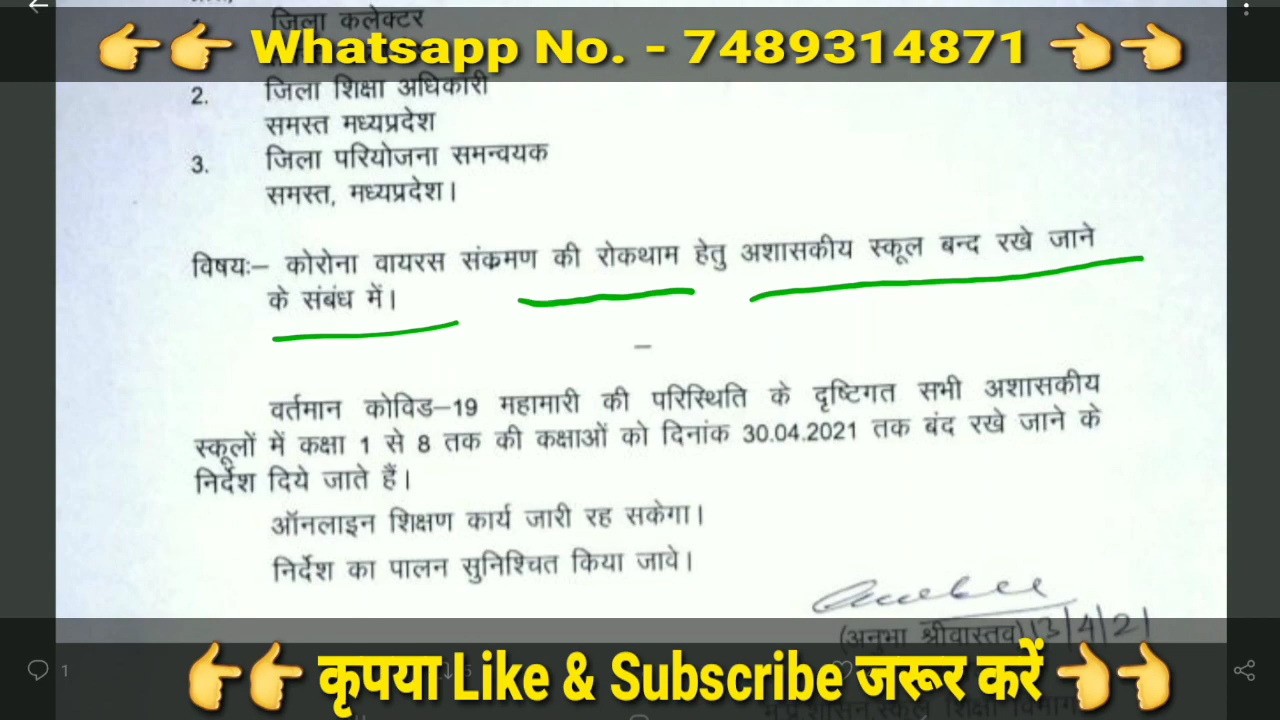 जिला कलेक्टर
Whatsapp No. - 7489314871
2. जिला शिक्षा अधिकारी
समस्त मध्यप्रदेश
3. जिला परियोजना समन्वयक
समस्त, मध्यप्रदेश।
विषयः– कोरोना वायरस संक्रमण की रोकथाम हेतु अशासकीय स्कूल बन्द रखे जाने
के संबंध में।
–
वर्तमान कोविड–19 महामारी की परिस्थिति के दृष्टिगत सभी अशासकीय
स्कूलों में कक्षा 1 से 8 तक की कक्षाओं को दिनांक 30.04.2021 तक बंद रखे जाने के
निर्देश दिये जाते हैं।
ऑनलाइन शिक्षण कार्य जारी रह सकेगा।
निर्देश का पालन सुनिश्चित किया जावे।
(अनुभा श्रीवास्तव) 13/4/21
1
कृपया Like & Subscribe जरूर करें
म.प्र.शासन,स्कूल शिक्षा विभाग